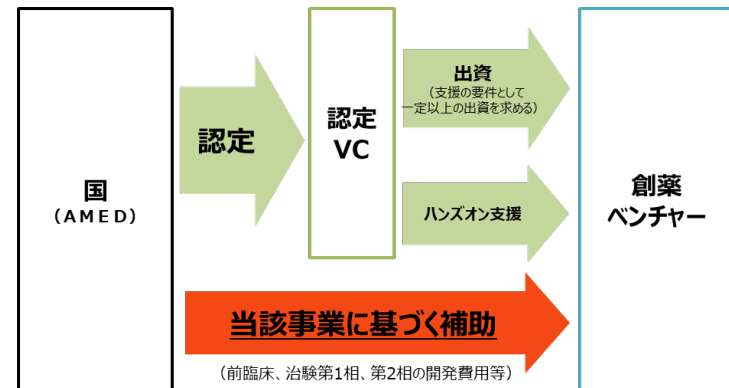 国
（AMED）
認定
認定
VC
出資
（支援の要件として
一定以上の出資を求める）
ハンズオン支援
創薬
ベンチャー
当該事業に基づく補助
（前臨床、治験第1相、第2相の開発費用等）